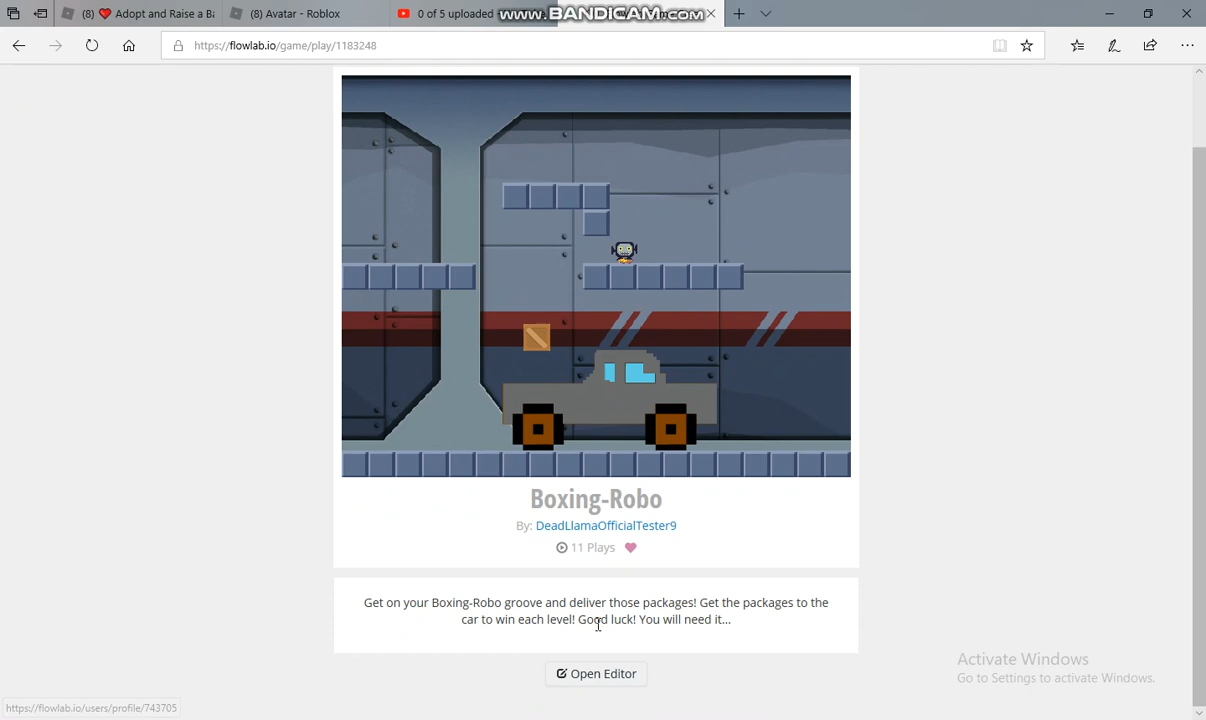 (8) ❤ Adopt and Raise a Ba
(8) Avatar - Roblox
0 of 5 uploaded
www.BANDICAM.com
https://flowlab.io/game/play/1183248
Boxing-Robo
By: DeadLlamaOfficialTester9
11 Plays
Get on your Boxing-Robo groove and deliver those packages! Get the packages to the
car to win each level! Good luck! You will need it...
Open Editor
Activate Windows
Go to Settings to activate Windows.
https://flowlab.io/users/profile/743705